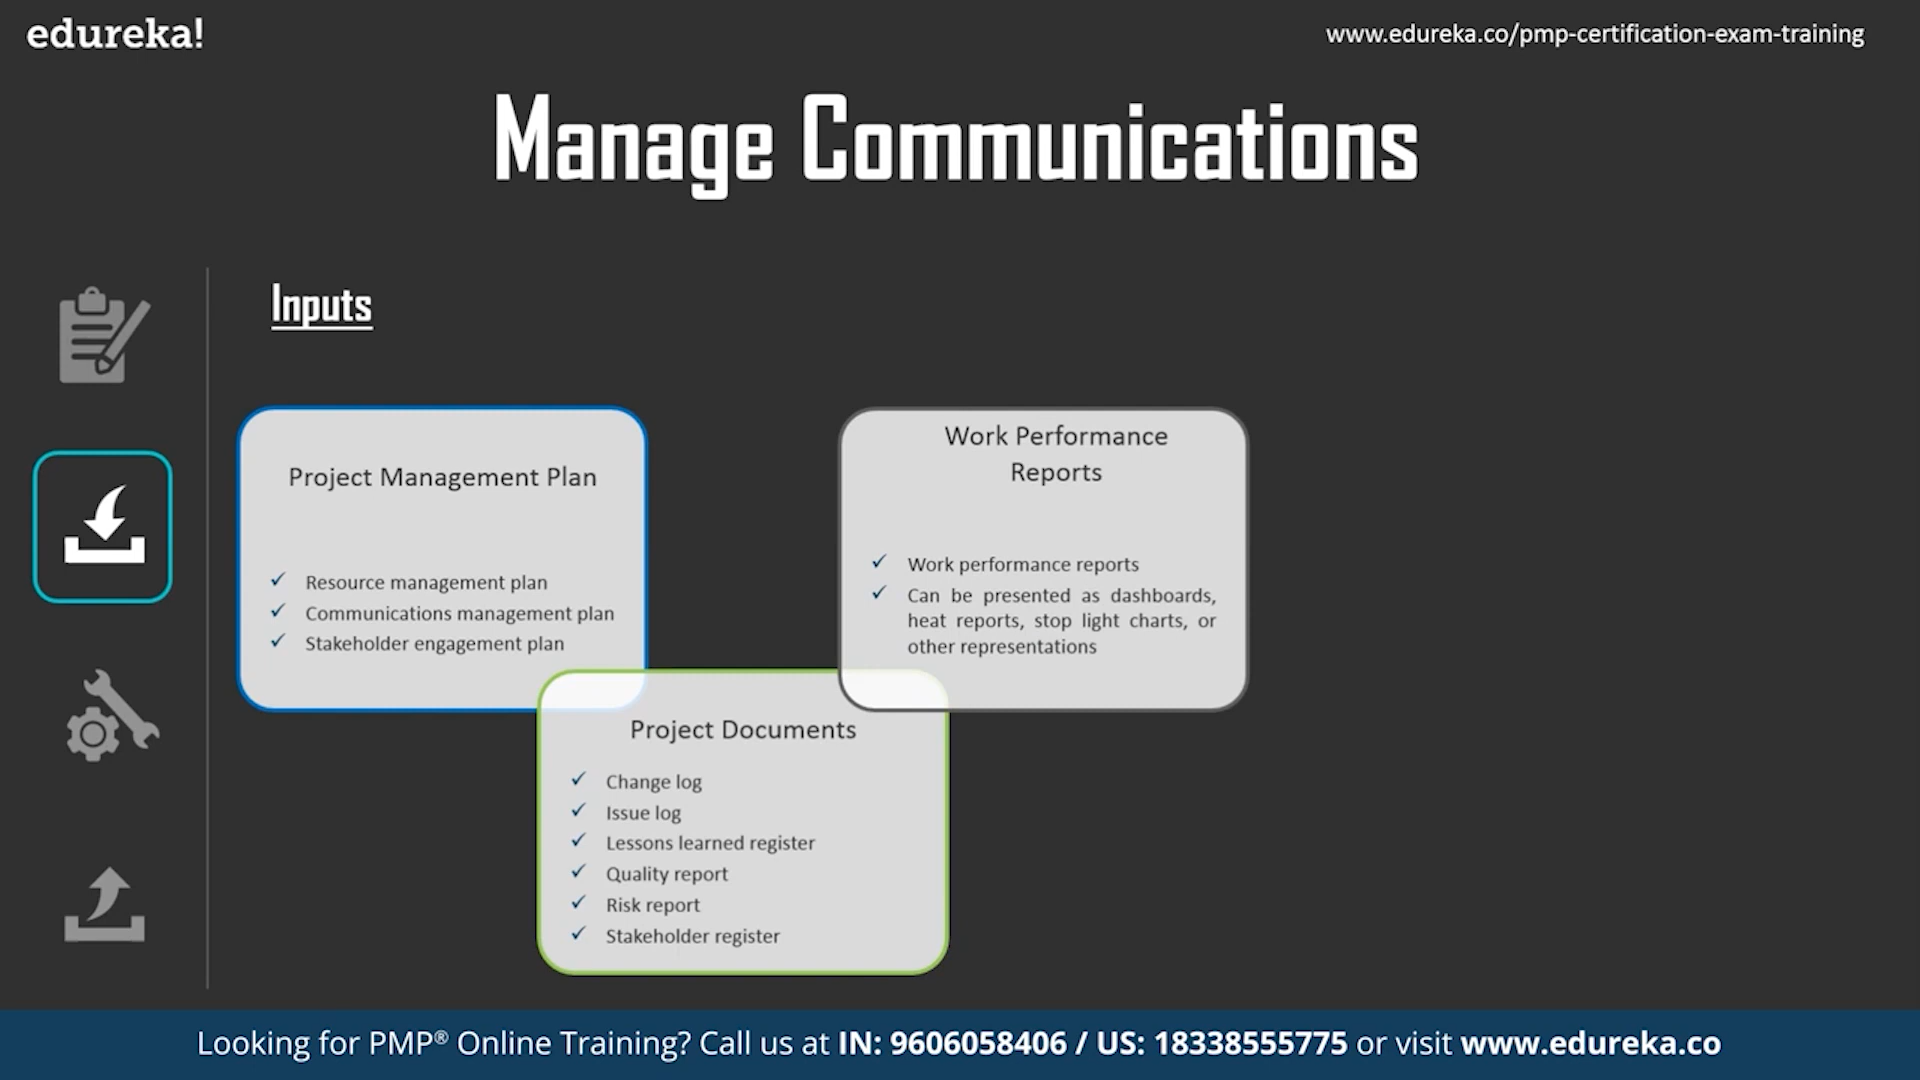 edureka!
www.edureka.co/pmp-certification-exam-training
Manage Communications
Inputs
Project Management Plan
✓ Resource management plan
✓ Communications management plan
✓ Stakeholder engagement plan
Work Performance
Reports
✓ Work performance reports
✓ Can be presented as dashboards,
heat reports, stop light charts, or
other representations
Project Documents
✓ Change log
✓ Issue log
✓ Lessons learned register
✓ Quality report
✓ Risk report
✓ Stakeholder register
Looking for PMP® Online Training? Call us at IN: 9606058406 / US: 18338555775 or visit www.edureka.co